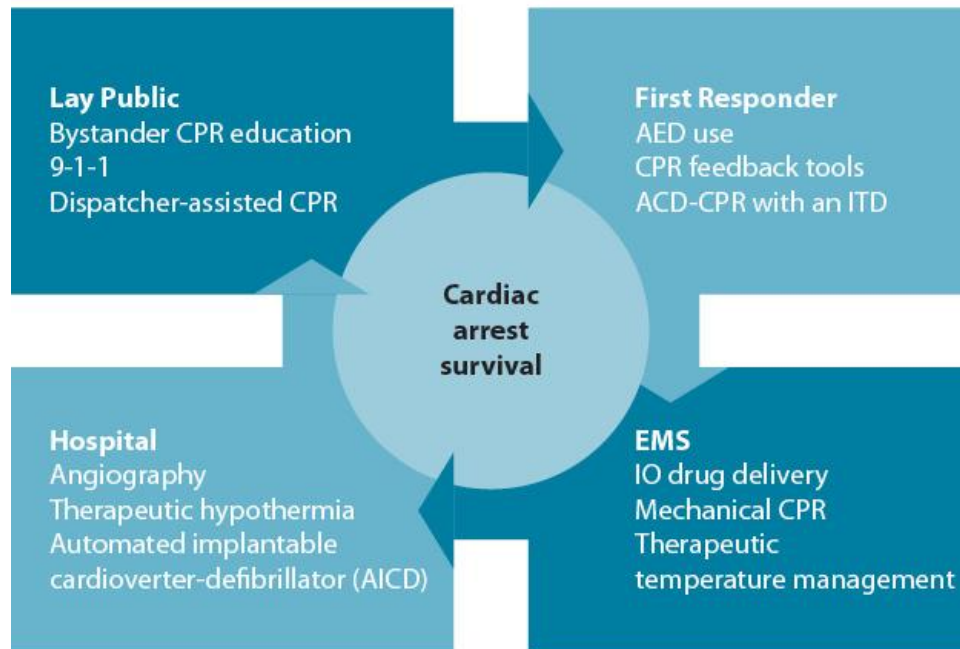 Lay Public
Bystander CPR education
9-1-1
Dispatcher-assisted CPR
First Responder
AED use
CPR feedback tools
ACD-CPR with an ITD
Cardiac
arrest
survival
Hospital
Angiography
Therapeutic hypothermia
Automated implantable
cardioverter-defibrillator (AICD)
EMS
IO drug delivery
Mechanical CPR
Therapeutic
temperature management